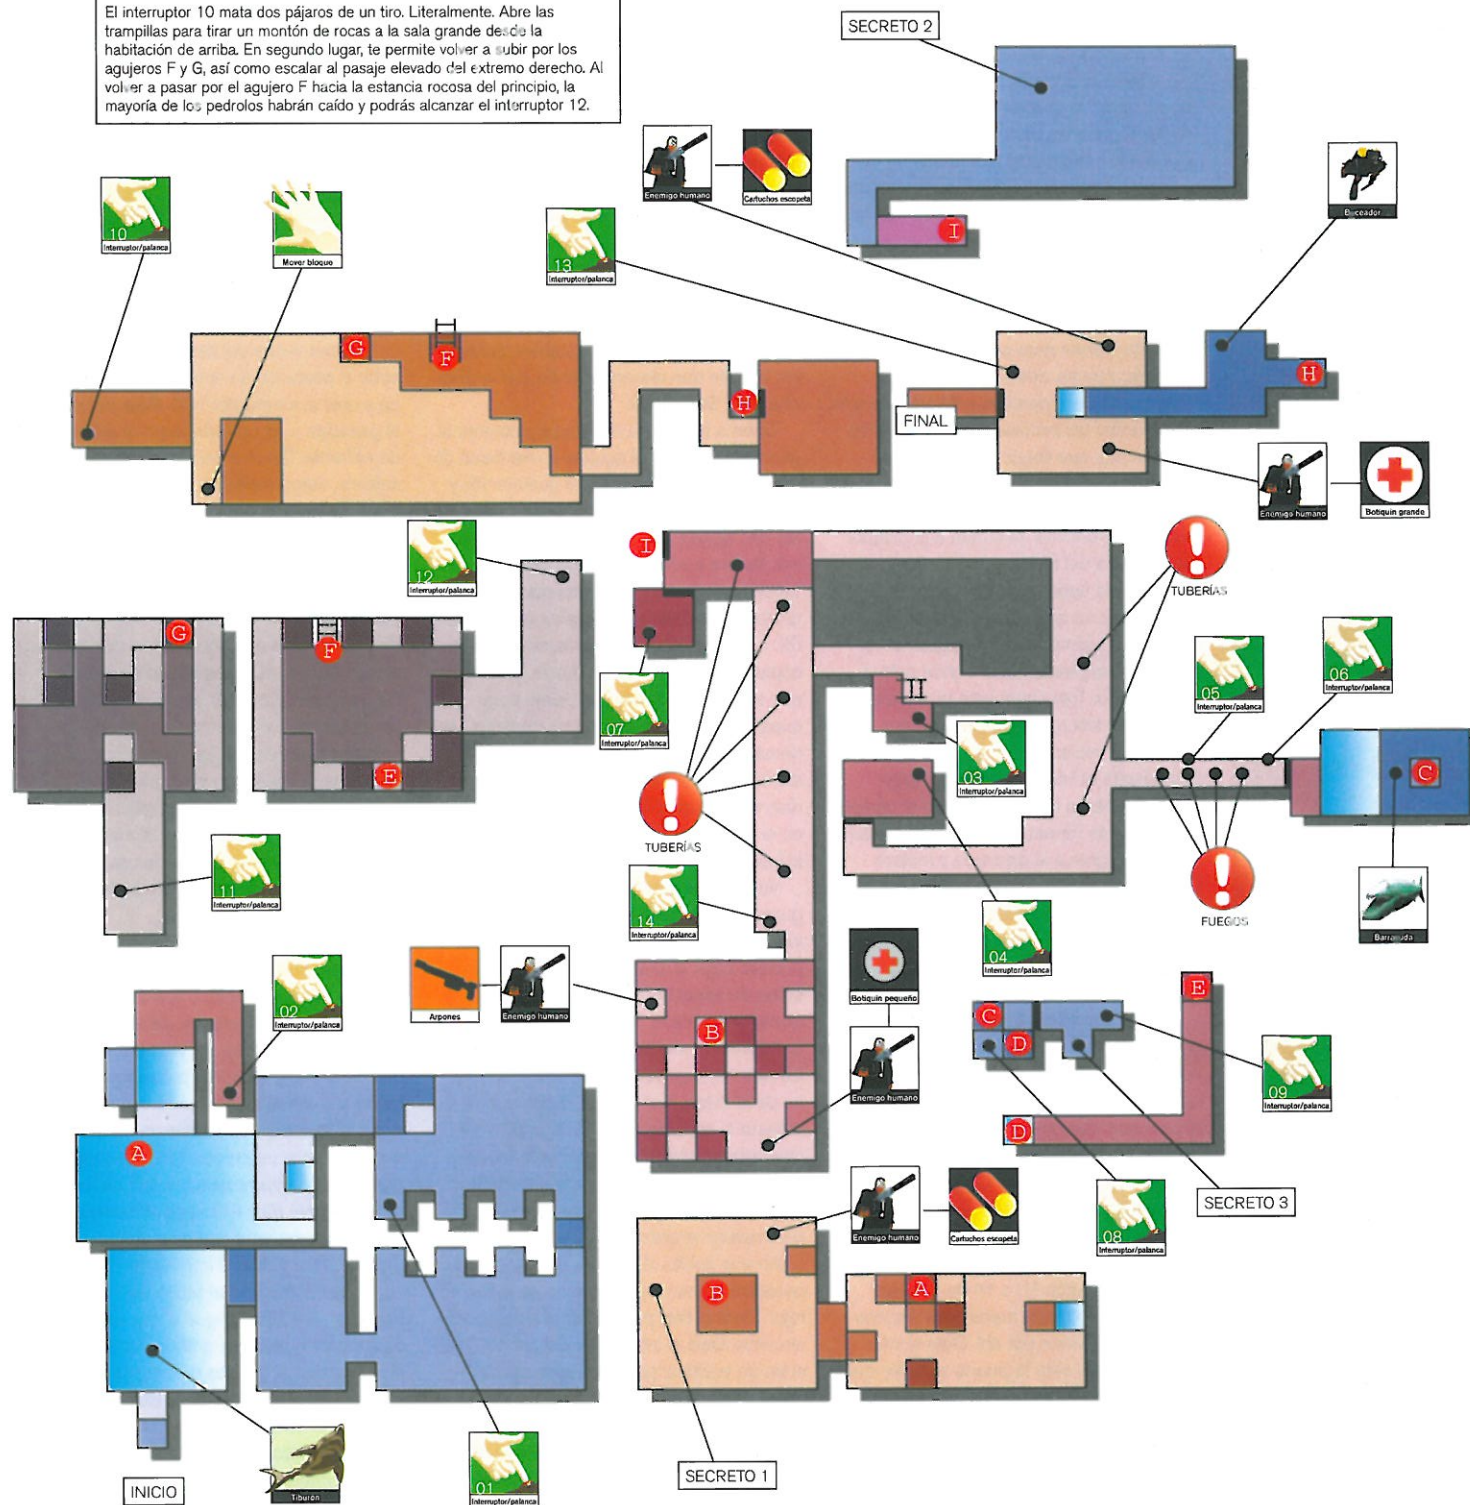 El interruptor 10 mata dos pájaros de un tiro. Literalmente. Abre las
trampillas para tirar un montón de rocas a la sala grande desde la
habitación de arriba. En segundo lugar, te permite volver a subir por los
agujeros F y G, así como escalar al pasaje elevado del extremo derecho. Al
volver a pasar por el agujero F hacia la estancia rocosa del principio, la
mayoría de los pedrolos habrán caído y podrás alcanzar el interruptor 12.
SECRETO 2
Enemigo humano
Cartuchos escopeta
Buceador
10
Interruptor/palanca
Mover bloque
13
Interruptor/palanca
I
G
F
H
H
FINAL
Enemigo humano
Botiquín grande
12
Interruptor/palanca
I
TUBERÍAS
G
F
E
07
Interruptor/palanca
03
Interruptor/palanca
05
Interruptor/palanca
06
Interruptor/palanca
C
TUBERÍAS
11
Interruptor/palanca
14
Interruptor/palanca
04
Interruptor/palanca
FUEGOS
Barracuda
02
Interruptor/palanca
Arpones
Enemigo humano
Botiquín pequeño
Enemigo humano
B
C
D
E
09
Interruptor/palanca
D
A
SECRETO 3
08
Interruptor/palanca
Enemigo humano
Cartuchos escopeta
B
A
INICIO
Tiburón
01
Interruptor/palanca
SECRETO 1